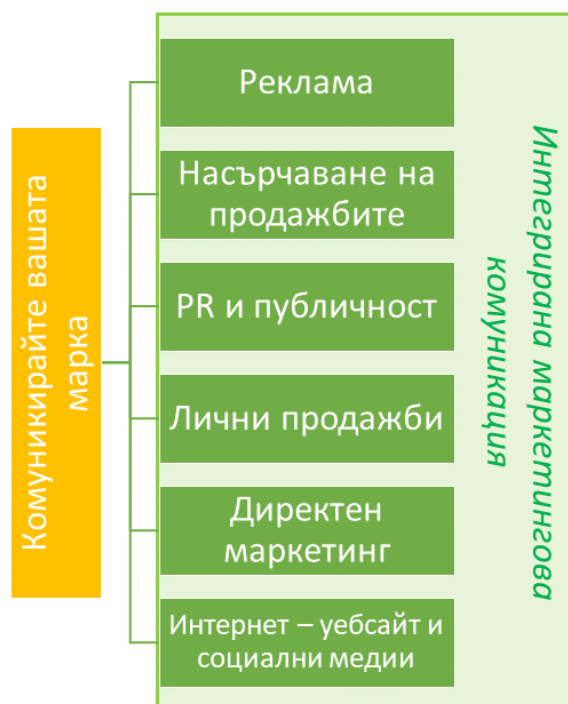 Комуникирайте вашата
марка
Реклама
Насърчаване на
продажбите
PR и публичност
Лични продажби
Директен
маркетинг
Интернет – уебсайт и
социални медии
Интегрирана маркетингова
комуникация